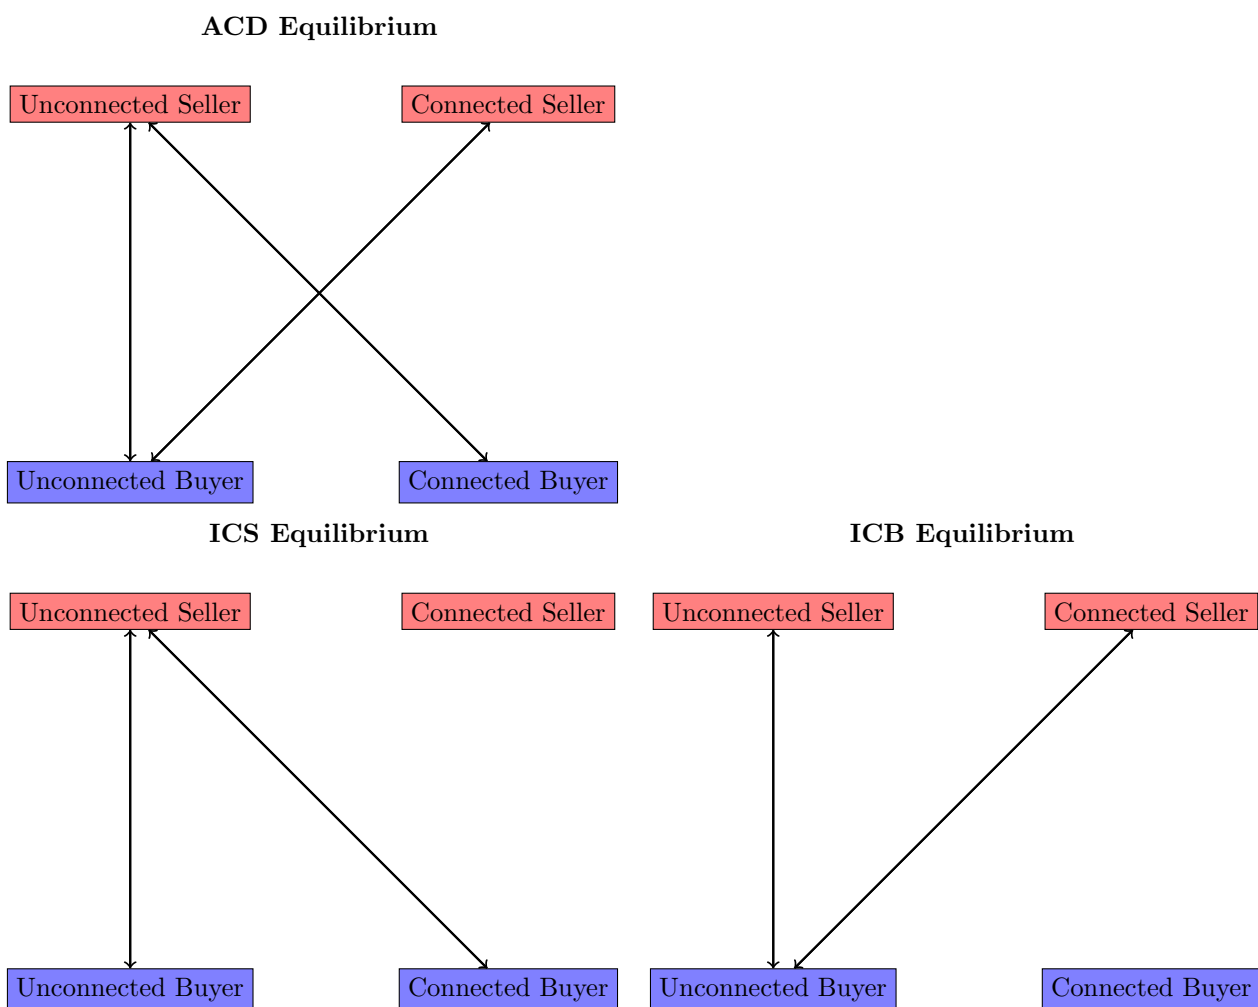 ACD Equilibrium
Unconnected Seller
Connected Seller
Unconnected Buyer
Connected Buyer
ICS Equilibrium
Unconnected Seller
Connected Seller
Unconnected Buyer
Connected Buyer
ICB Equilibrium
Unconnected Seller
Connected Seller
Unconnected Buyer
Connected Buyer